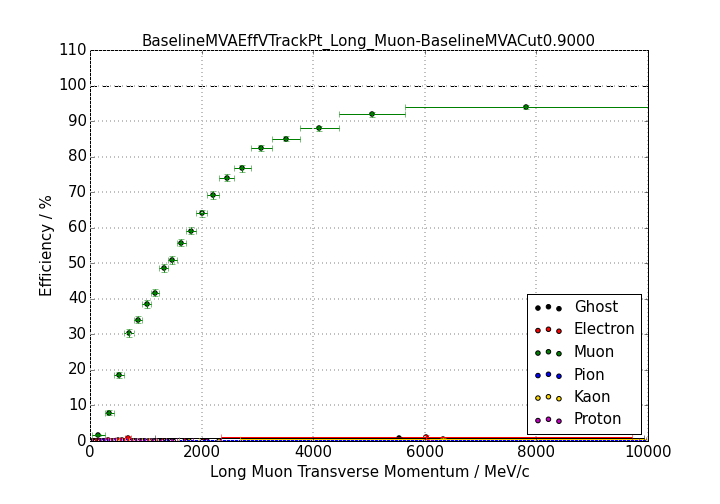 BaselineMVAEffVTrackPt_Long_Muon-BaselineMVACut0.9000
110
100
90
80
70
60
50
40
30
20
10
0
Efficiency / %
Ghost
Electron
Muon
Pion
Kaon
Proton
0 2000 4000 6000 8000 10000
Long Muon Transverse Momentum / MeV/c